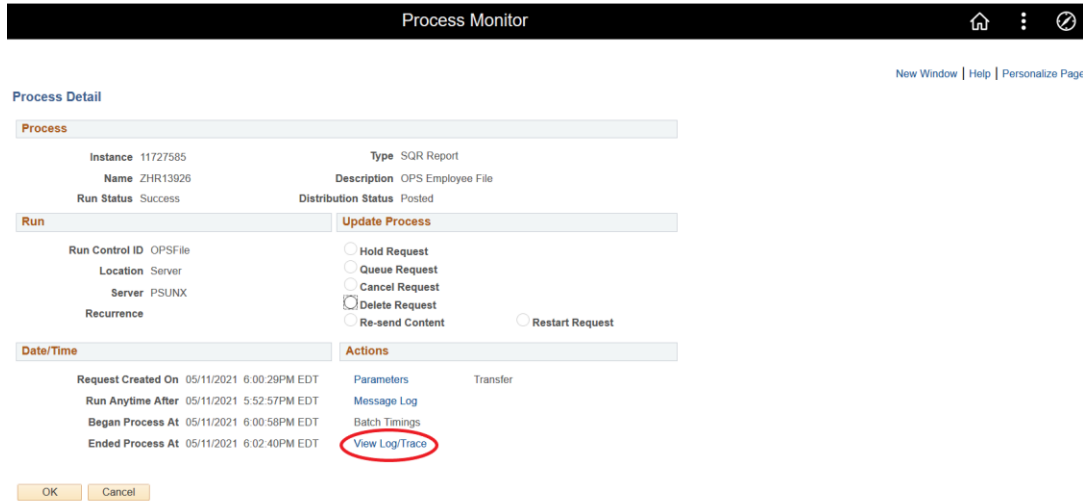 Process Monitor
New Window | Help | Personalize Page
Process Detail
Process
Instance 11727585 Type SQR Report
Name ZHR13926 Description OPS Employee File
Run Status Success Distribution Status Posted
Run Update Process
Run Control ID OPSFile Hold Request
Location Server Queue Request
Server PSUNX Cancel Request
Recurrence Delete Request
Re-send Content Restart Request
Date/Time Actions
Request Created On 05/11/2021 6:00:29PM EDT Parameters Transfer
Run Anytime After 05/11/2021 5:52:57PM EDT Message Log
Began Process At 05/11/2021 6:00:58PM EDT Batch Timings
Ended Process At 05/11/2021 6:02:40PM EDT View Log/Trace
OK Cancel